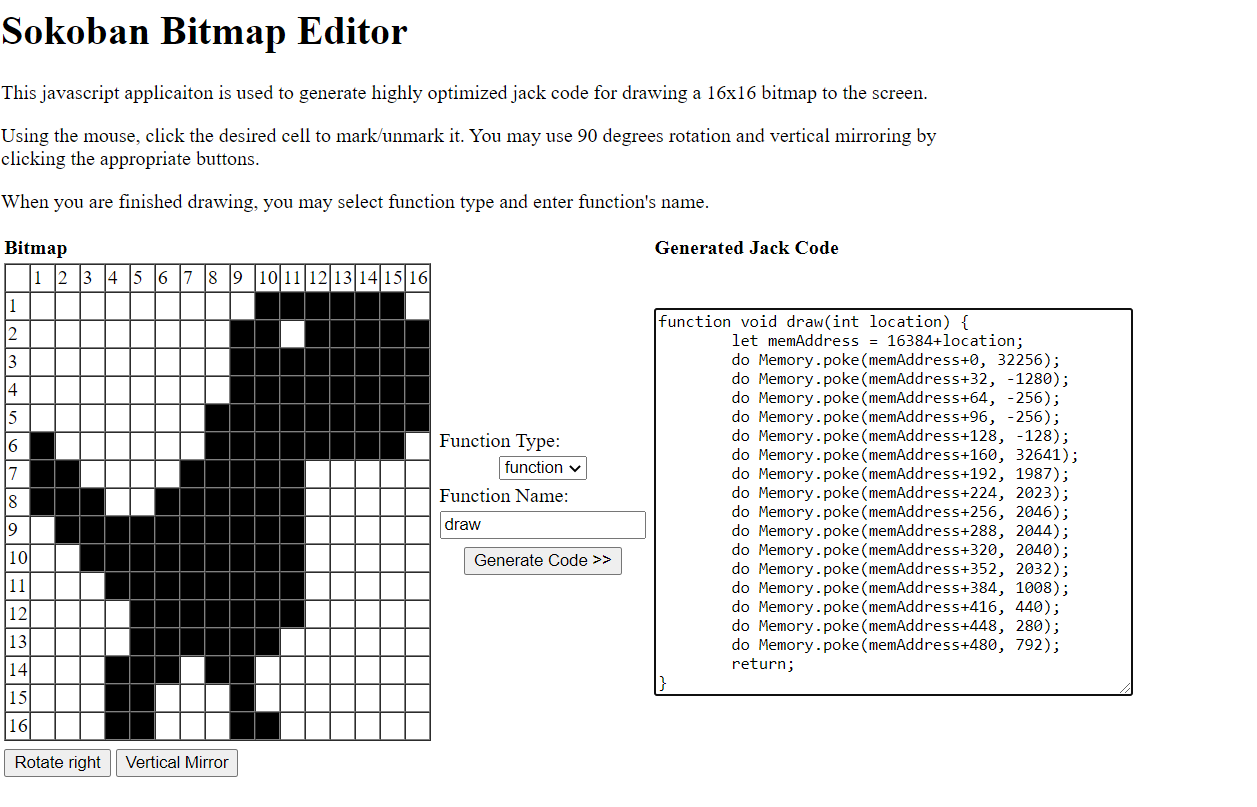 Sokoban Bitmap Editor
This javascript applicaiton is used to generate highly optimized jack code for drawing a 16x16 bitmap to the screen.
Using the mouse, click the desired cell to mark/unmark it. You may use 90 degrees rotation and vertical mirroring by
clicking the appropriate buttons.
When you are finished drawing, you may select function type and enter function's name.
Bitmap
1 2 3 4 5 6 7 8 9 10 11 12 13 14 15 16
1
2
3
4
5
6
7
8
9
10
11
12
13
14
15
16
Rotate right Vertical Mirror
Function Type:
function
Function Name:
draw
Generate Code >>
Generated Jack Code
function void draw(int location) {
let memAddress = 16384+location;
do Memory.poke(memAddress+0, 32256);
do Memory.poke(memAddress+32, -1280);
do Memory.poke(memAddress+64, -256);
do Memory.poke(memAddress+96, -256);
do Memory.poke(memAddress+128, -128);
do Memory.poke(memAddress+160, 32641);
do Memory.poke(memAddress+192, 1987);
do Memory.poke(memAddress+224, 2023);
do Memory.poke(memAddress+256, 2046);
do Memory.poke(memAddress+288, 2044);
do Memory.poke(memAddress+320, 2040);
do Memory.poke(memAddress+352, 2032);
do Memory.poke(memAddress+384, 1008);
do Memory.poke(memAddress+416, 440);
do Memory.poke(memAddress+448, 280);
do Memory.poke(memAddress+480, 792);
return;
}